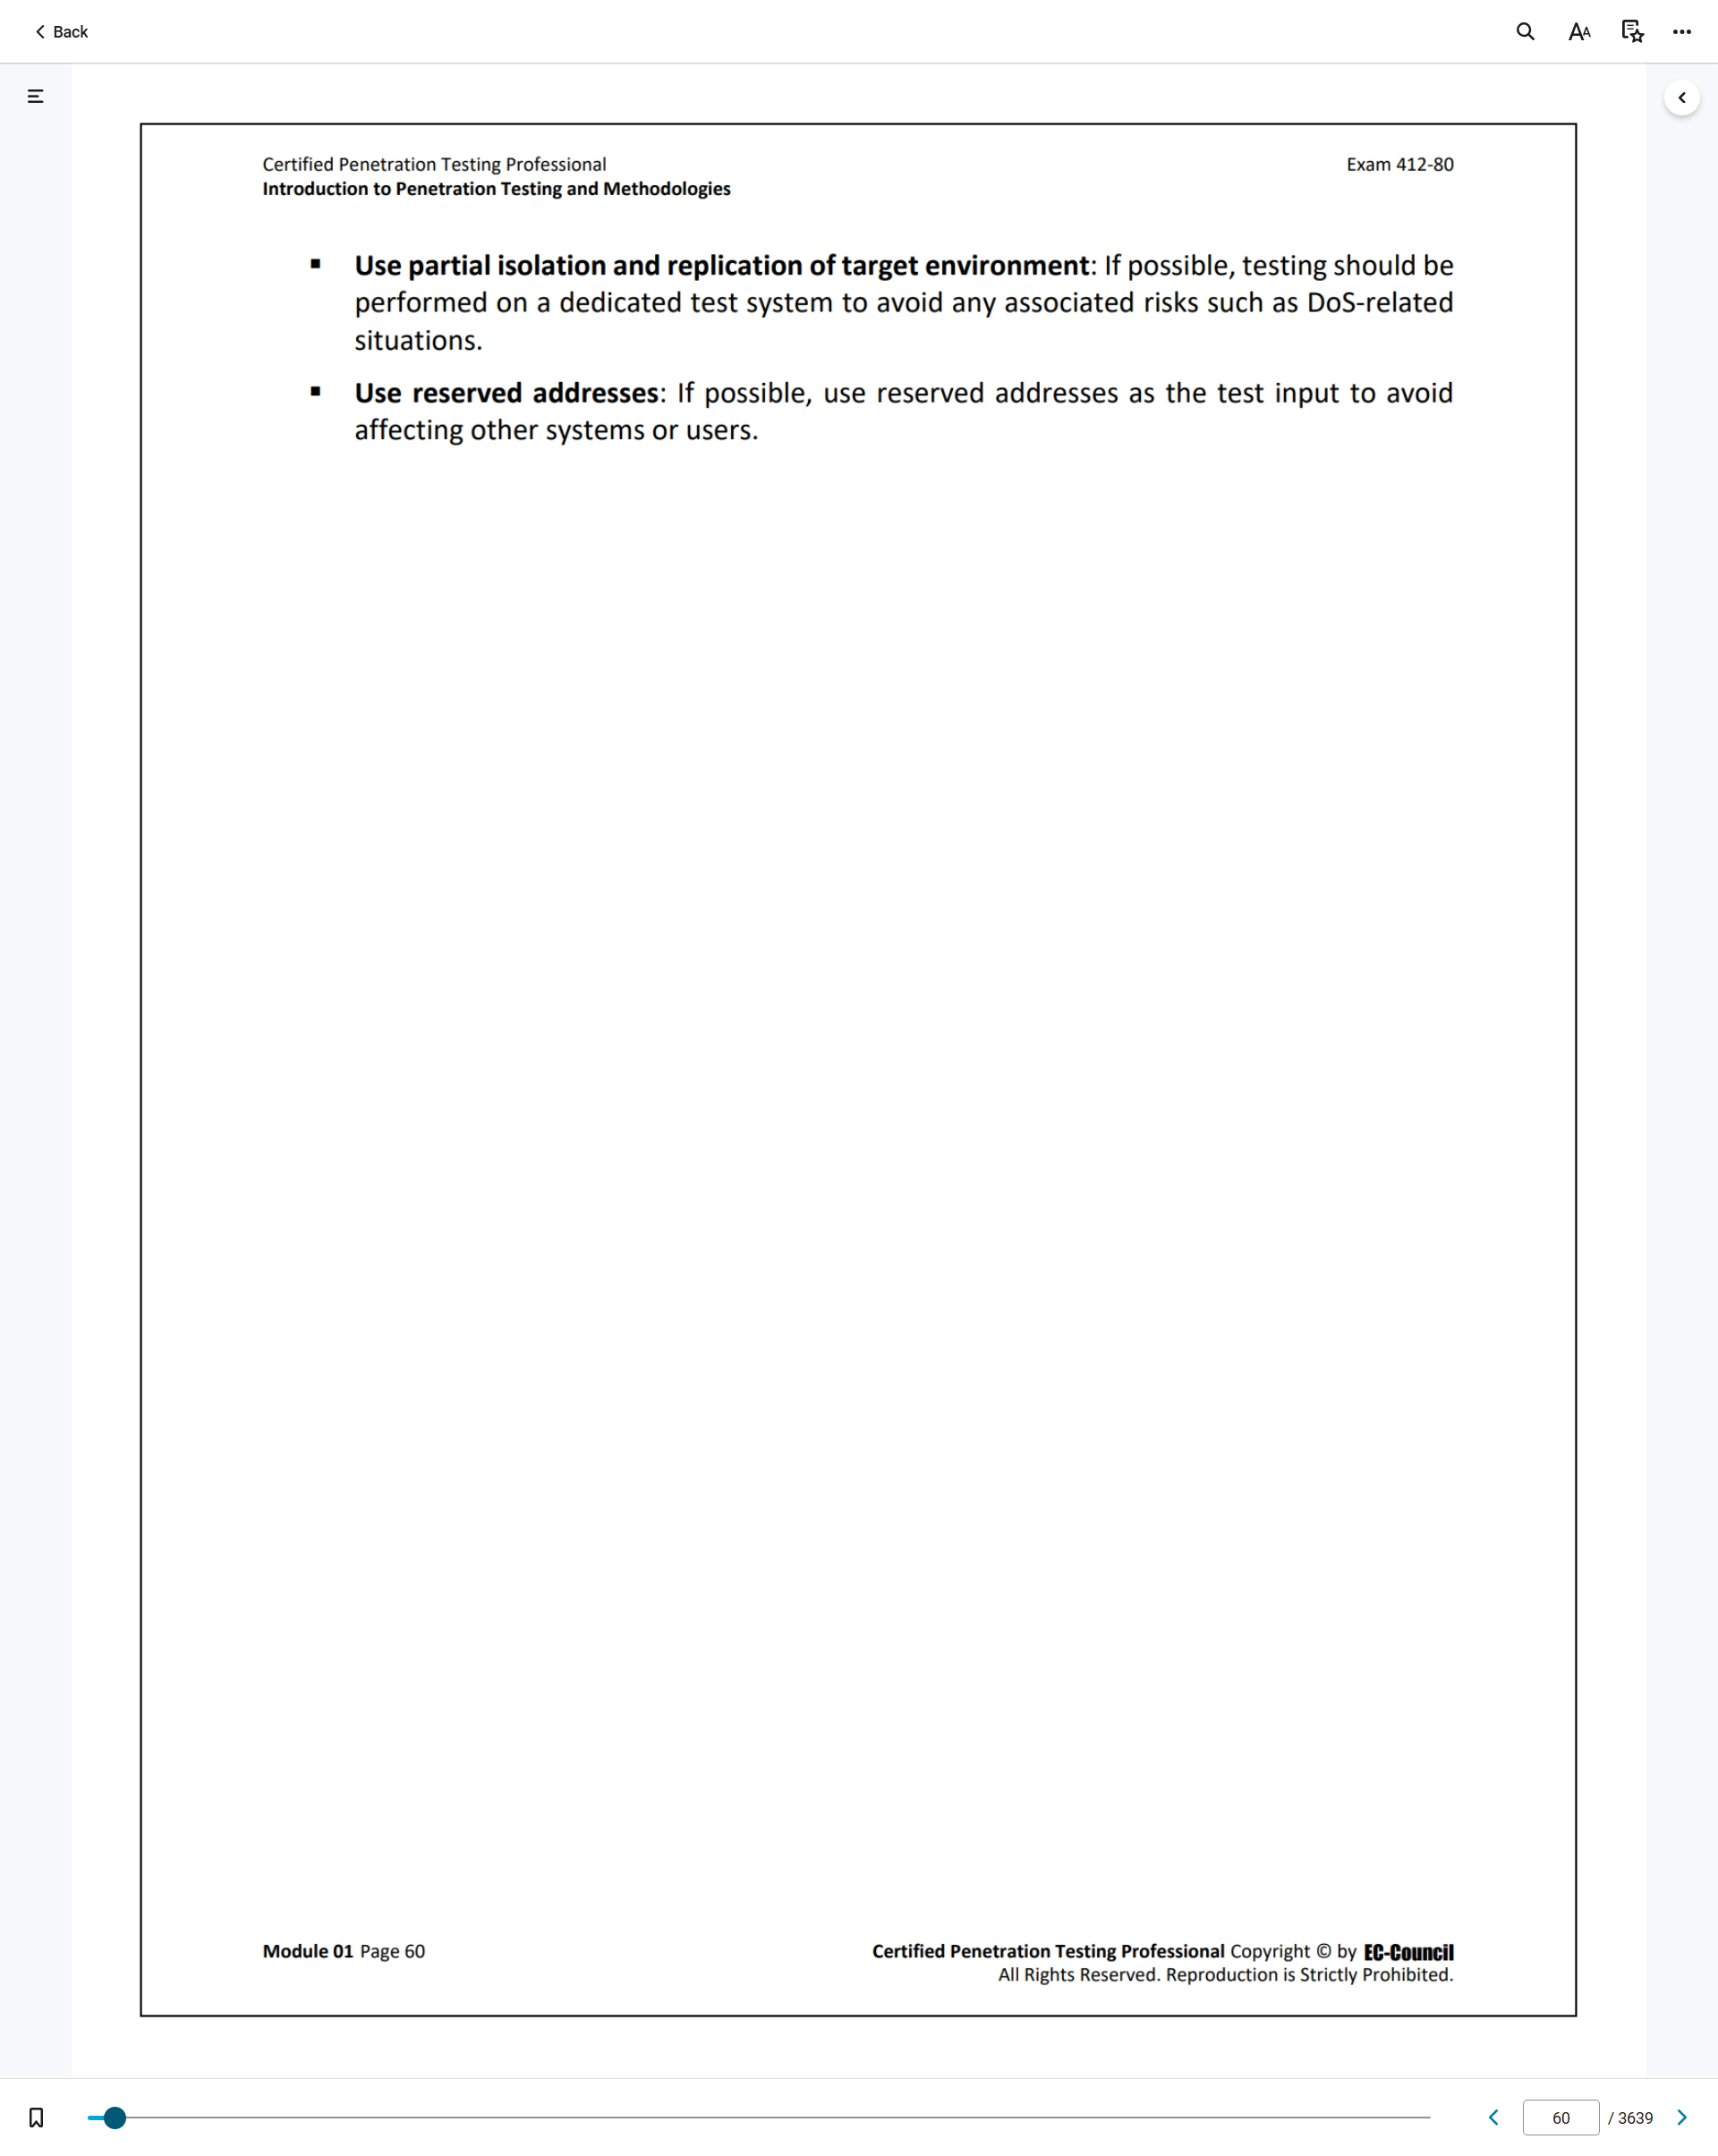 Back
Certified Penetration Testing Professional
Exam 412-80
Introduction to Penetration Testing and Methodologies
▪ Use partial isolation and replication of target environment: If possible, testing should be
performed on a dedicated test system to avoid any associated risks such as DoS-related
situations.
▪ Use reserved addresses: If possible, use reserved addresses as the test input to avoid
affecting other systems or users.
Module 01 Page 60
Certified Penetration Testing Professional Copyright © by EC-Council
All Rights Reserved. Reproduction is Strictly Prohibited.
60 / 3639